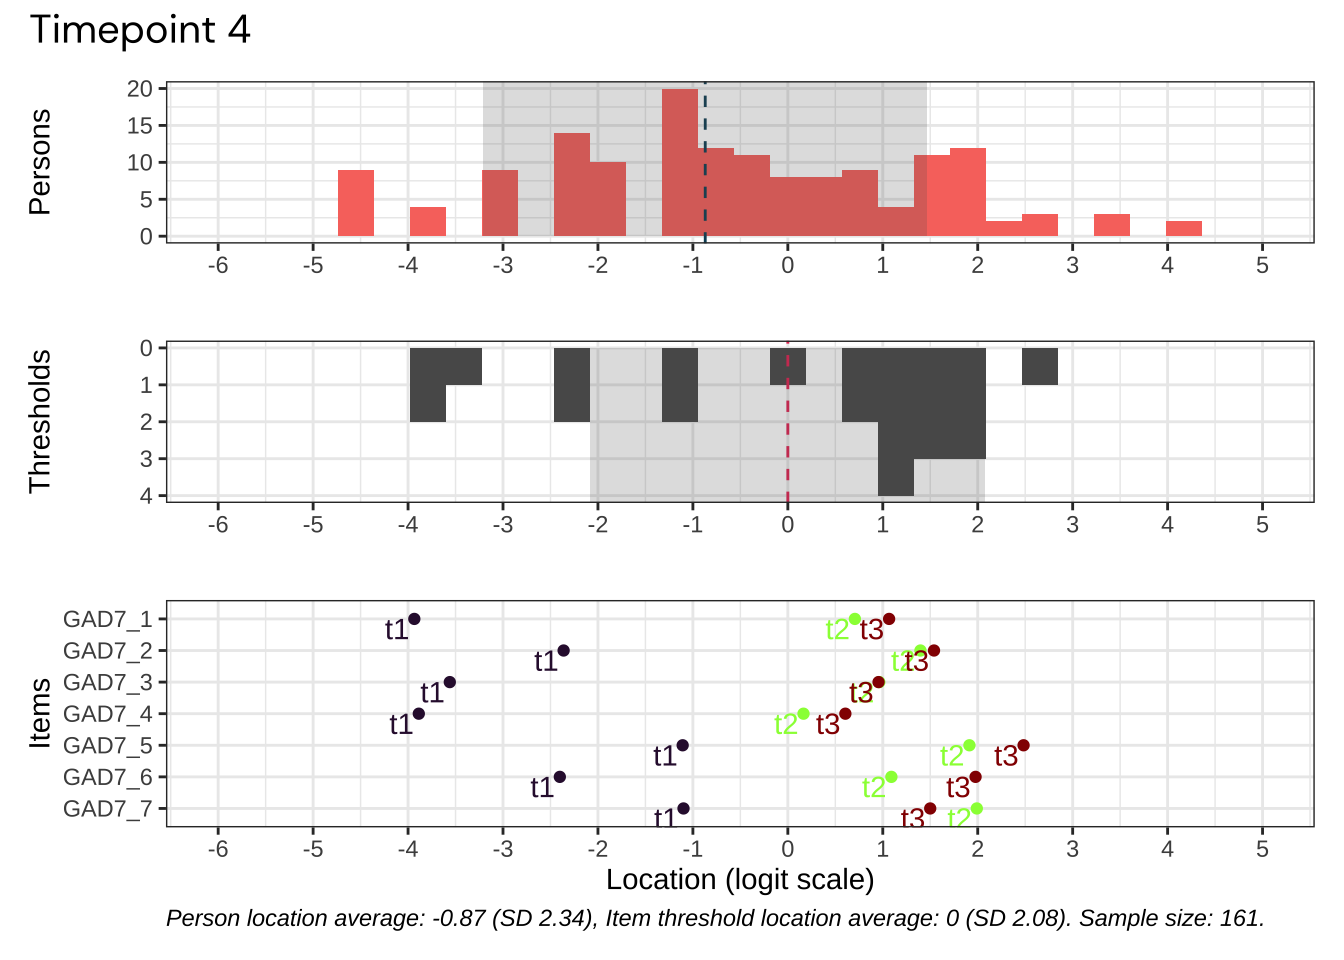 Timepoint 4
Persons
20
15
10
5
0
-6 -5 -4 -3 -2 -1 0 1 2 3 4 5
Thresholds
0
1
2
3
4
-6 -5 -4 -3 -2 -1 0 1 2 3 4 5
Items
GAD7_1 t1 t2 t3
GAD7_2 t1 t2 t3
GAD7_3 t1 t2 t3
GAD7_4 t1 t2 t3
GAD7_5 t1 t2 t3
GAD7_6 t1 t2 t3
GAD7_7 t1 t3 t2
-6 -5 -4 -3 -2 -1 0 1 2 3 4 5
Location (logit scale)
Person location average: -0.87 (SD 2.34), Item threshold location average: 0 (SD 2.08). Sample size: 161.